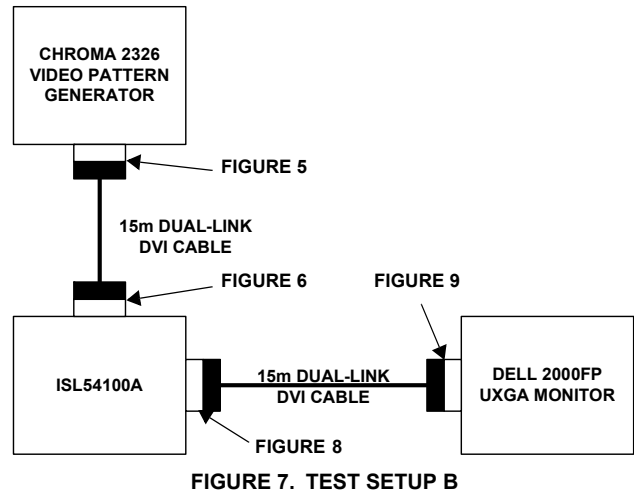 CHROMA 2326
VIDEO PATTERN
GENERATOR
FIGURE 5
15m DUAL-LINK
DVI CABLE
FIGURE 6
FIGURE 9
ISL54100A
15m DUAL-LINK
DVI CABLE
DELL 2000FP
UXGA MONITOR
FIGURE 8
FIGURE 7. TEST SETUP B